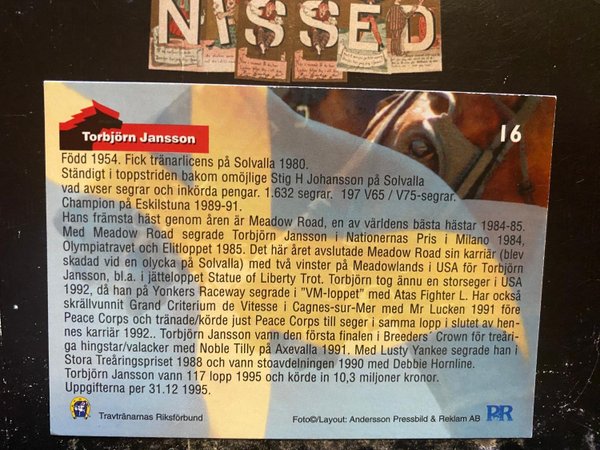 NISSED
Torbjörn Jansson
16
Född 1954. Fick tränarlicens på Solvalla 1980.
Ständigt i toppstriden bakom omöjlige Stig H Johansson på Solvalla
vad avser segrar och inkörda pengar. 1.632 segrar. 197 V65 / V75-segrar.
Champion på Eskilstuna 1989-91.
Hans främsta häst genom åren är Meadow Road, en av världens bästa hästar 1984-85.
Med Meadow Road segrade Torbjörn Jansson i Nationernas Pris i Milano 1984,
Olympiatravet och Elitloppet 1985. Det här året avslutade Meadow Road sin karriär (blev
skadad vid en olycka på Solvalla) med två vinster på Meadowlands i USA för Torbjörn
Jansson, bl.a. i jätteloppet Statue of Liberty Trot. Torbjörn tog ännu en storseger i USA
1992, då han på Yonkers Raceway segrade i "VM-loppet" med Atas Fighter L. Har också
skrällvunnit Grand Criterium de Vitesse i Cagnes-sur-Mer med Mr Lucken 1991 före
Peace Corps och tränade/körde just Peace Corps till seger i samma lopp i slutet av hen-
nes karriär 1992.. Torbjörn Jansson vann den första finalen i Breeders´ Crown för treåri-
ga hingstar/valacker med Noble Tilly på Axevalla 1991. Med Lusty Yankee segrade han i
Stora Treåringspriset 1988 och vann stoavdelningen 1990 med Debbie Hornline.
Torbjörn Jansson vann 117 lopp 1995 och körde in 10,3 miljoner kronor.
Uppgifterna per 31.12 1995.
Travtränarnas Riksförbund
Foto©/Layout: Andersson Pressbild & Reklam AB
P&R